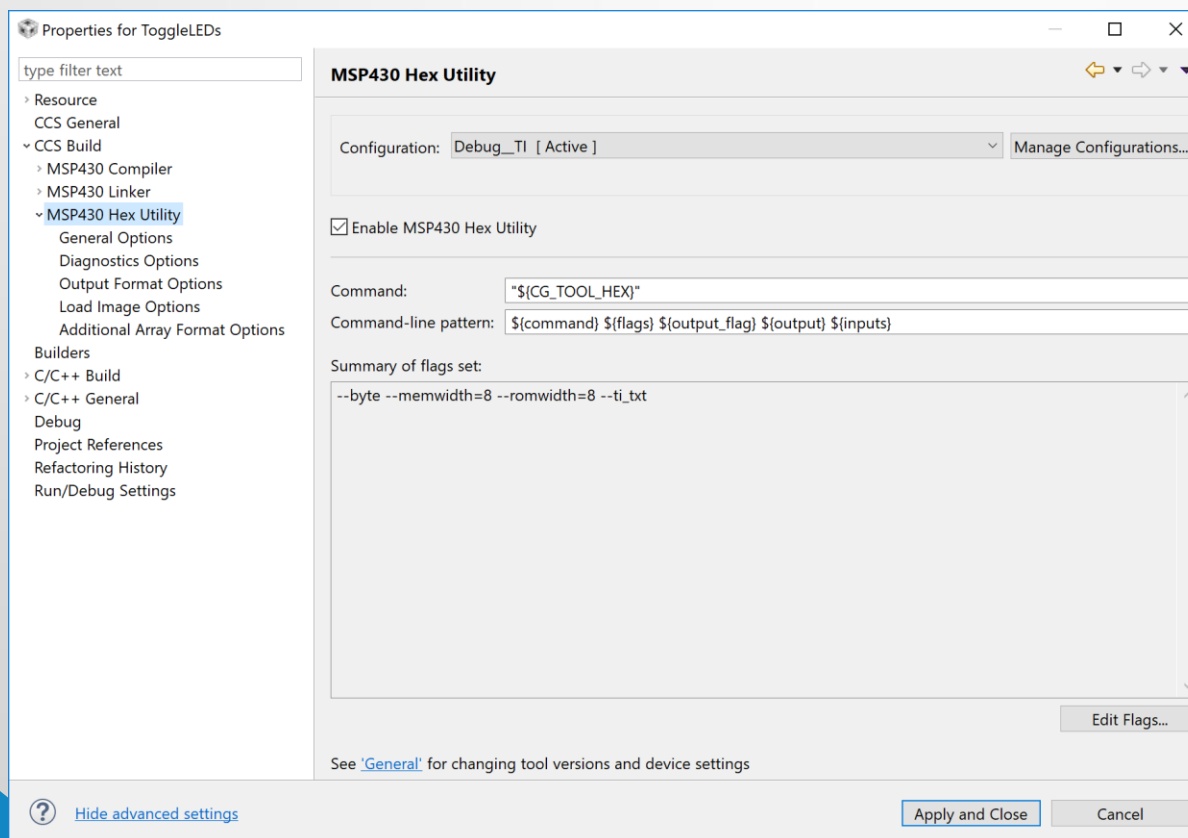 Properties for ToggleLEDs
type filter text
Resource
CCS General
CCS Build
MSP430 Compiler
MSP430 Linker
MSP430 Hex Utility
General Options
Diagnostics Options
Output Format Options
Load Image Options
Additional Array Format Options
Builders
C/C++ Build
C/C++ General
Debug
Project References
Refactoring History
Run/Debug Settings
MSP430 Hex Utility
Configuration: Debug__TI [ Active ] Manage Configurations...
Enable MSP430 Hex Utility
Command: "${CG_TOOL_HEX}"
Command-line pattern: ${command} ${flags} ${output_flag} ${output} ${inputs}
Summary of flags set:
--byte --memwidth=8 --romwidth=8 --ti_txt
Edit Flags...
See 'General' for changing tool versions and device settings
? Hide advanced settings Apply and Close Cancel